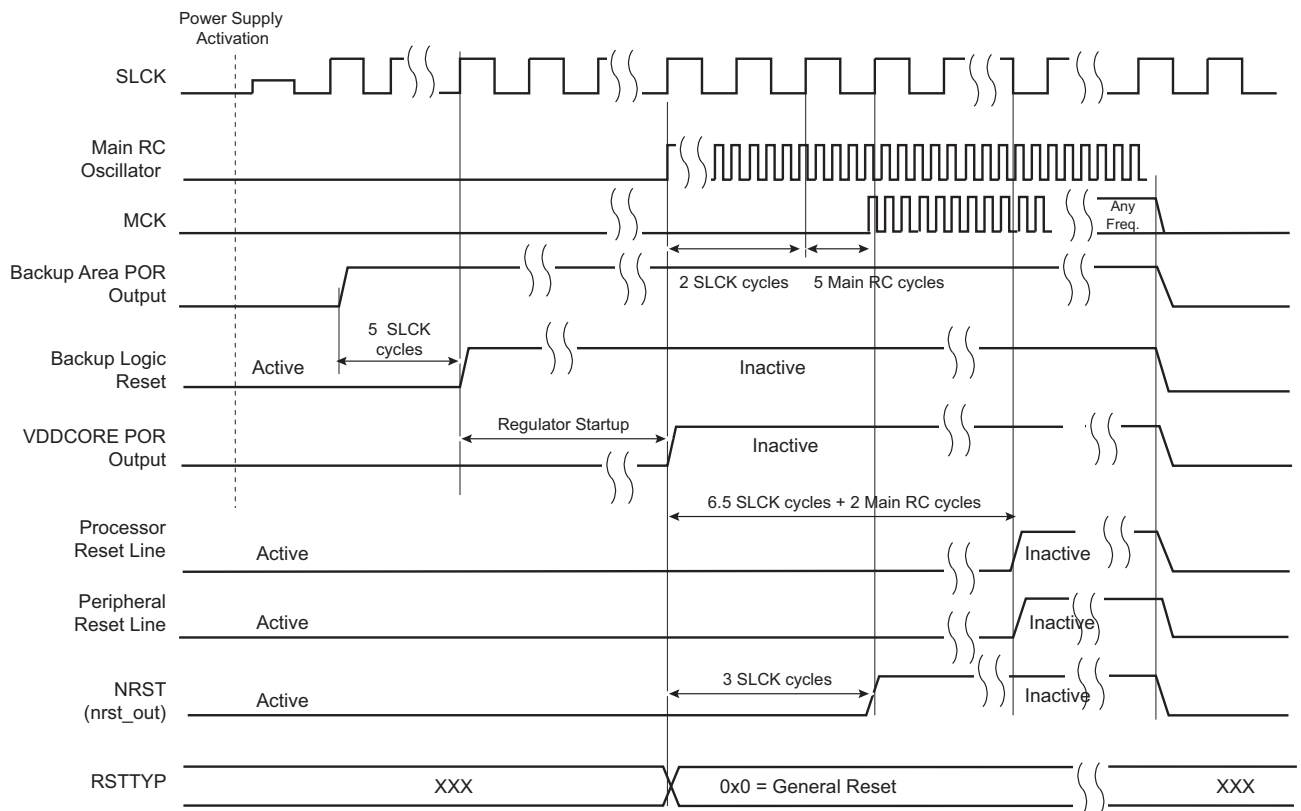 Power Supply
Activation
SLCK
Main RC
Oscillator
MCK
Any
Freq.
Backup Area POR
Output
2 SLCK cycles
5 Main RC cycles
5 SLCK
cycles
Backup Logic
Reset
Active
Inactive
VDDCORE POR
Output
Regulator Startup
Inactive
6.5 SLCK cycles + 2 Main RC cycles
Processor
Reset Line
Active
Inactive
Peripheral
Reset Line
Active
Inactive
NRST
(nrst_out)
Active
3 SLCK cycles
Inactive
RSTTYP
XXX
0x0 = General Reset
XXX